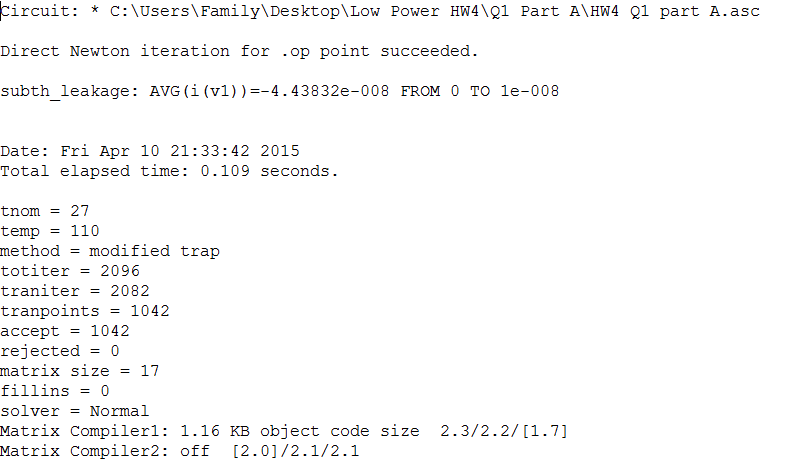 Circuit: * C:\Users\Family\Desktop\Low Power HW4\Q1 Part A\HW4 Q1 part A.asc
Direct Newton iteration for .op point succeeded.
subth_leakage: AVG(i(v1))=-4.43832e-008 FROM 0 TO 1e-008
Date: Fri Apr 10 21:33:42 2015
Total elapsed time: 0.109 seconds.
tnom = 27
temp = 110
method = modified trap
totiter = 2096
traniter = 2082
tranpoints = 1042
accept = 1042
rejected = 0
matrix size = 17
fillins = 0
solver = Normal
Matrix Compiler1: 1.16 KB object code size  2.3/2.2/[1.7]
Matrix Compiler2: off  [2.0]/2.1/2.1